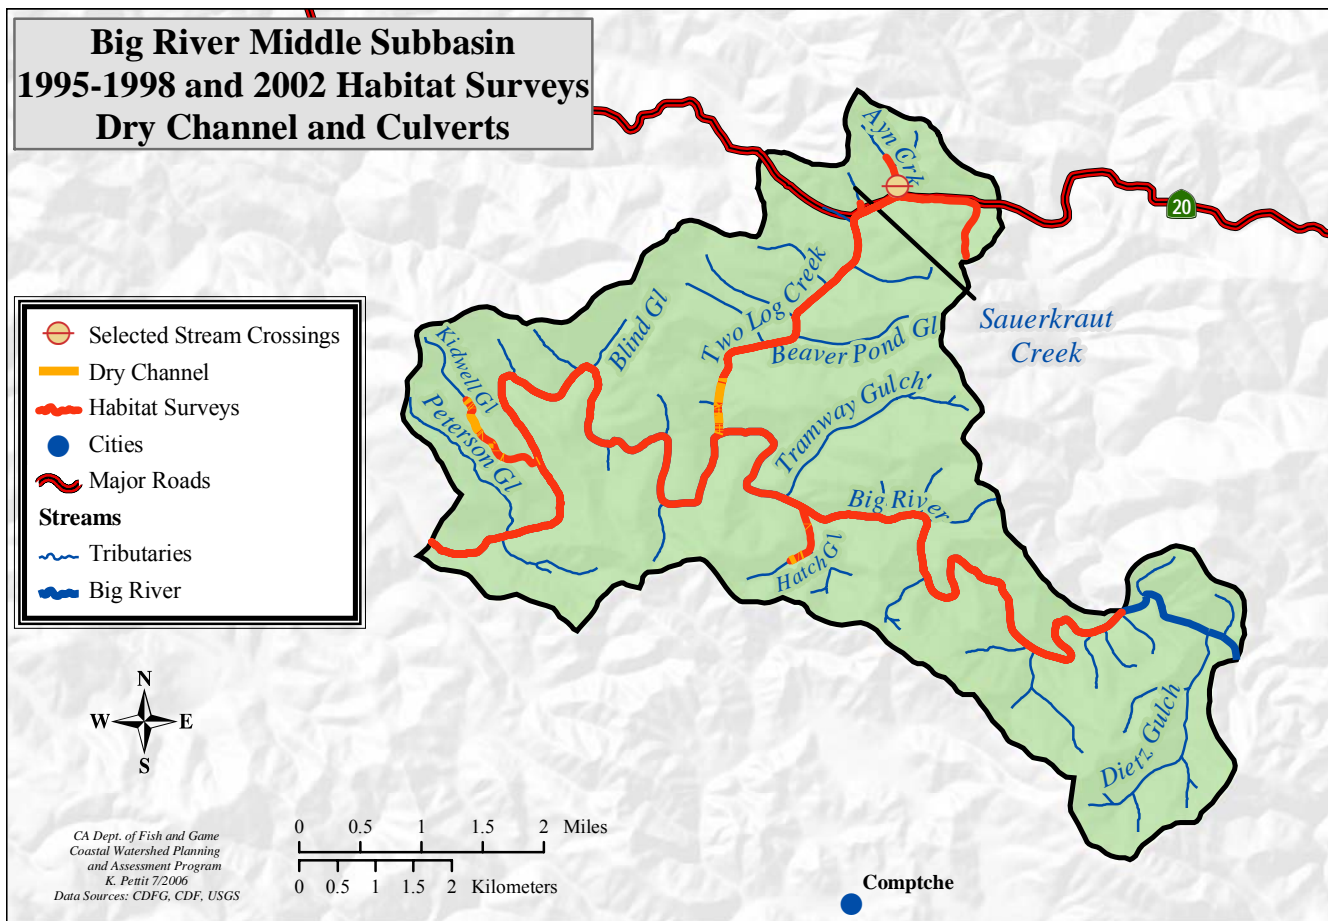 Big River Middle Subbasin
1995-1998 and 2002 Habitat Surveys
Dry Channel and Culverts
Ayn Crk
20
Sauerkraut
Creek
Two Log Creek
Beaver Pond Gl
Blind Gl
Kidwell Gl
Peterson Gl
Tramway Gulch
Big River
Hatch Gl
Dietz Gulch
Selected Stream Crossings
Dry Channel
Habitat Surveys
Cities
Major Roads
Streams
Tributaries
Big River
N
W E
S
CA Dept. of Fish and Game
Coastal Watershed Planning
and Assessment Program
K. Pettit 7/2006
Data Sources: CDFG, CDF, USGS
0 0.5 1 1.5 2 Miles
0 0.5 1 1.5 2 Kilometers
Comptche